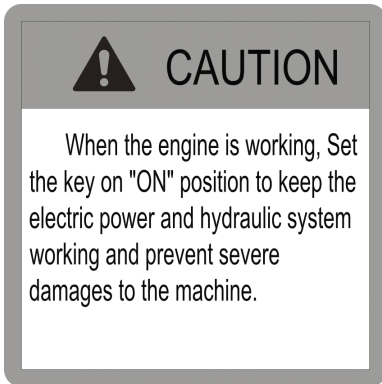 CAUTION
When the engine is working, Set
the key on "ON" position to keep the
electric power and hydraulic system
working and prevent severe
damages to the machine.